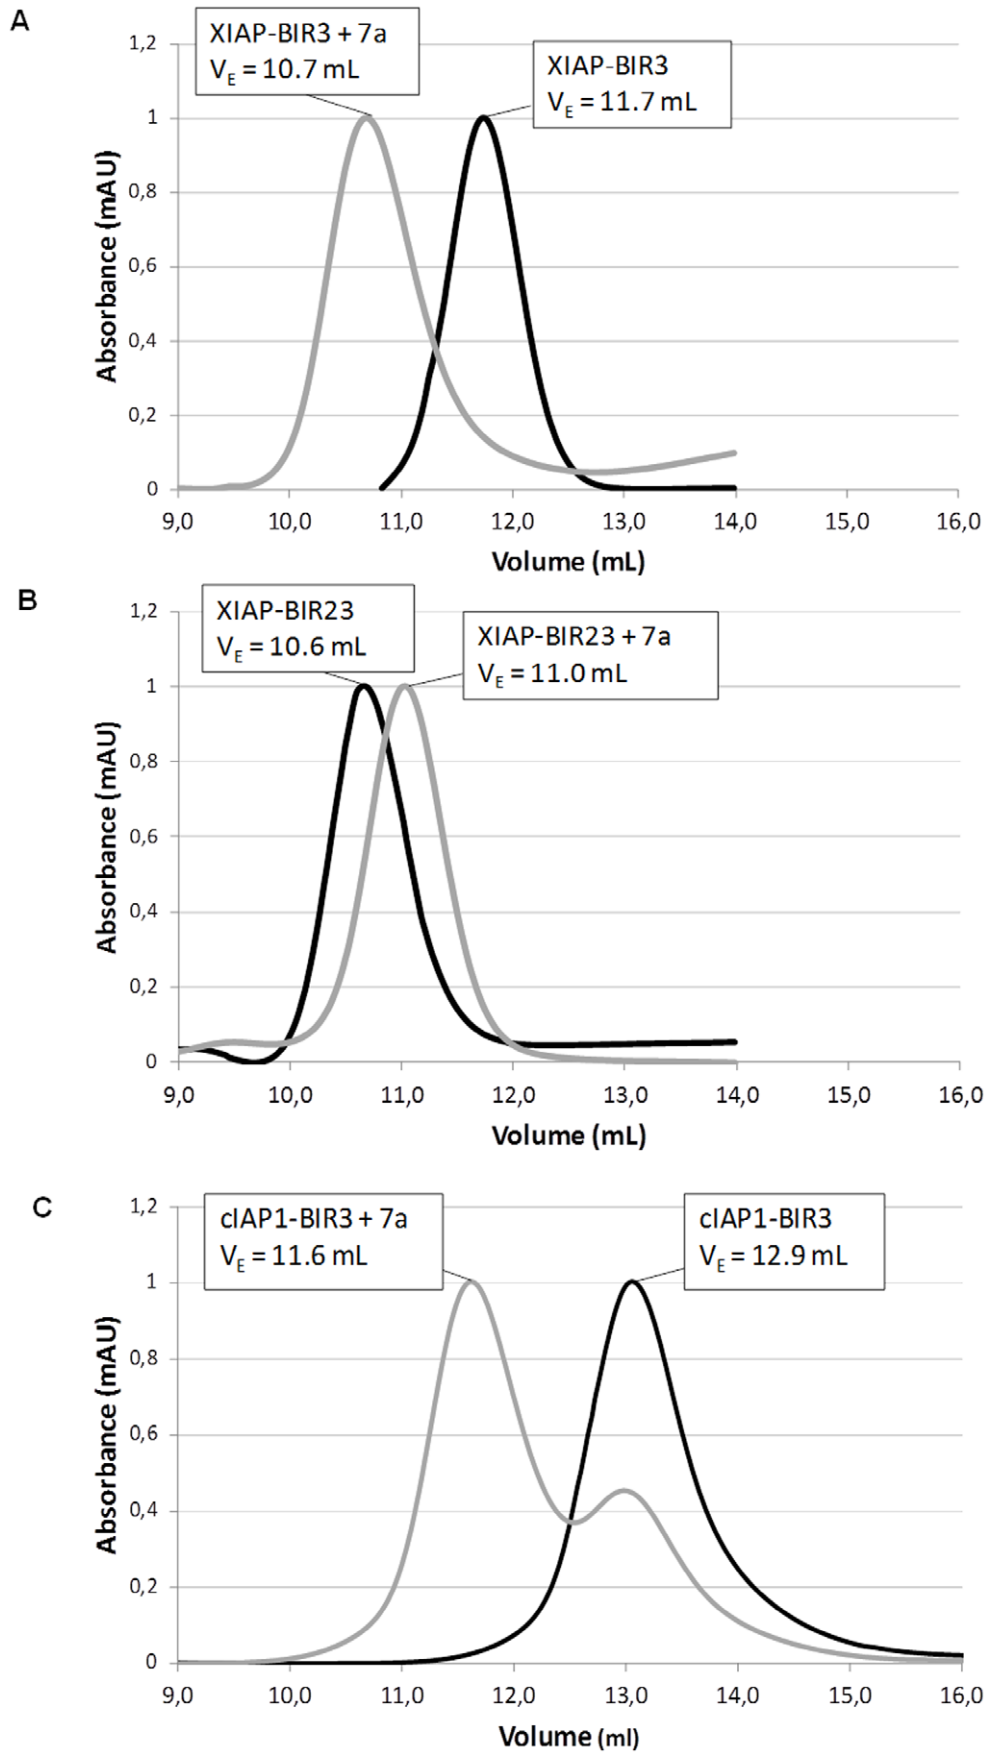 A
XIAP-BIR3 + 7a
VE = 10.7 mL
XIAP-BIR3
VE = 11.7 mL
1,2
1
0,8
0,6
0,4
0,2
0
Absorbance (mAU)
9,0 10,0 11,0 12,0 13,0 14,0 15,0 16,0
Volume (mL)
B
XIAP-BIR23
VE = 10.6 mL
XIAP-BIR23 + 7a
VE = 11.0 mL
1,2
1
0,8
0,6
0,4
0,2
0
Absorbance (mAU)
9,0 10,0 11,0 12,0 13,0 14,0 15,0 16,0
Volume (mL)
C
cIAP1-BIR3 + 7a
VE = 11.6 mL
cIAP1-BIR3
VE = 12.9 mL
1,2
1
0,8
0,6
0,4
0,2
0
Absorbance (mAU)
9,0 10,0 11,0 12,0 13,0 14,0 15,0 16,0
Volume (ml)